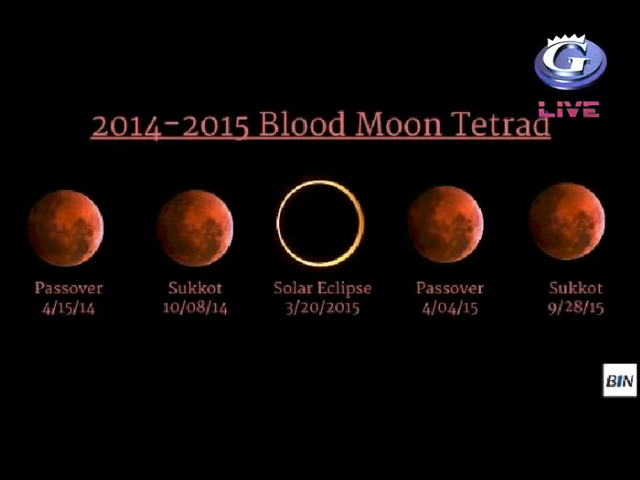 G
LIVE
2014-2015 Blood Moon Tetrad
Passover
4/15/14
Sukkot
10/08/14
Solar Eclipse
3/20/2015
Passover
4/04/15
Sukkot
9/28/15
BIN